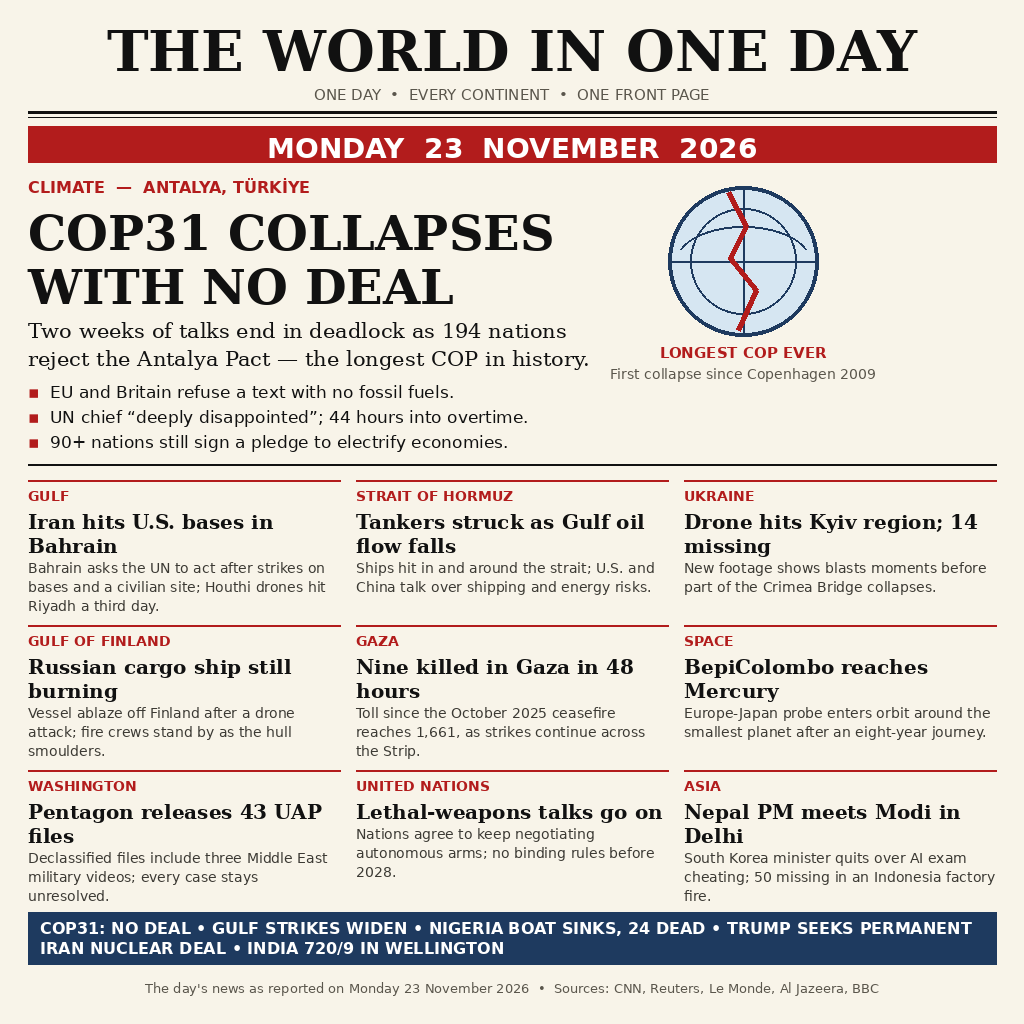 THE WORLD IN ONE DAY
ONE DAY • EVERY CONTINENT • ONE FRONT PAGE
MONDAY 23 NOVEMBER 2026
CLIMATE — ANTALYA, TÜRKİYE
COP31 COLLAPSES
WITH NO DEAL
Two weeks of talks end in deadlock as 194 nations
reject the Antalya Pact — the longest COP in history.
■ EU and Britain refuse a text with no fossil fuels.
■ UN chief “deeply disappointed”; 44 hours into overtime.
■ 90+ nations still sign a pledge to electrify economies.
LONGEST COP EVER
First collapse since Copenhagen 2009
GULF
Iran hits U.S. bases in
Bahrain
Bahrain asks the UN to act after strikes on
bases and a civilian site; Houthi drones hit
Riyadh a third day.
STRAIT OF HORMUZ
Tankers struck as Gulf oil
flow falls
Ships hit in and around the strait; U.S. and
China talk over shipping and energy risks.
UKRAINE
Drone hits Kyiv region; 14
missing
New footage shows blasts moments before
part of the Crimea Bridge collapses.
GULF OF FINLAND
Russian cargo ship still
burning
Vessel ablaze off Finland after a drone
attack; fire crews stand by as the hull
smoulders.
GAZA
Nine killed in Gaza in 48
hours
Toll since the October 2025 ceasefire
reaches 1,661, as strikes continue across
the Strip.
SPACE
BepiColombo reaches
Mercury
Europe-Japan probe enters orbit around the
smallest planet after an eight-year journey.
WASHINGTON
Pentagon releases 43 UAP
files
Declassified files include three Middle East
military videos; every case stays
unresolved.
UNITED NATIONS
Lethal-weapons talks go on
Nations agree to keep negotiating
autonomous arms; no binding rules before
2028.
ASIA
Nepal PM meets Modi in
Delhi
South Korea minister quits over AI exam
cheating; 50 missing in an Indonesia factory
fire.
COP31: NO DEAL • GULF STRIKES WIDEN • NIGERIA BOAT SINKS, 24 DEAD • TRUMP SEEKS PERMANENT
IRAN NUCLEAR DEAL • INDIA 720/9 IN WELLINGTON
The day's news as reported on Monday 23 November 2026 • Sources: CNN, Reuters, Le Monde, Al Jazeera, BBC